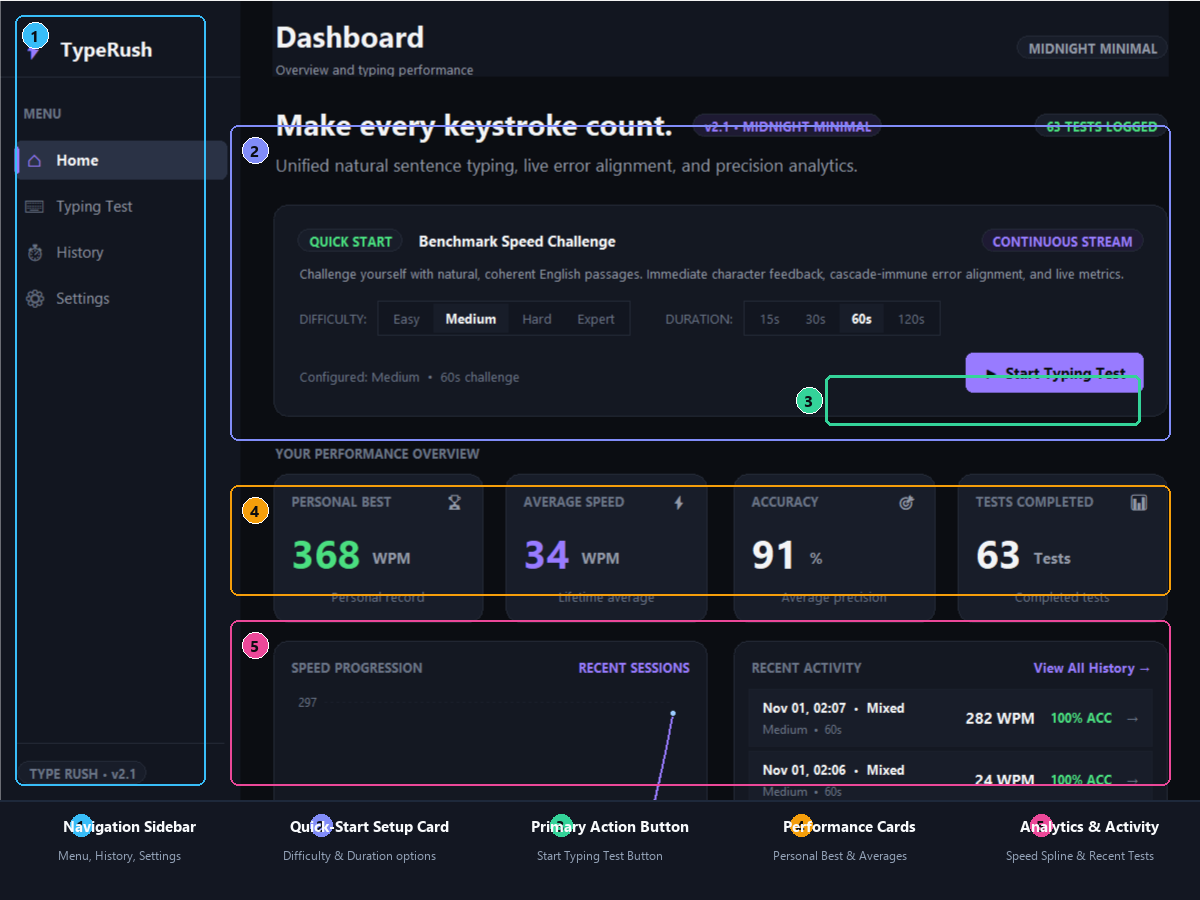 1
TypeRush
MENU
Home
Typing Test
History
Settings
TYPE RUSH • v2.1
Dashboard
Overview and typing performance
MIDNIGHT MINIMAL
Make every keystroke count.
v2.1 • MIDNIGHT MINIMAL
63 TESTS LOGGED
2
Unified natural sentence typing, live error alignment, and precision analytics.
QUICK START
Benchmark Speed Challenge
CONTINUOUS STREAM
Challenge yourself with natural, coherent English passages. Immediate character feedback, cascade-immune error alignment, and live metrics.
DIFFICULTY: Easy Medium Hard Expert DURATION: 15s 30s 60s 120s
Configured: Medium • 60s challenge
▶ Start Typing Test
3
YOUR PERFORMANCE OVERVIEW
4
PERSONAL BEST
368 WPM
Personal record
AVERAGE SPEED
34 WPM
Lifetime average
ACCURACY
91 %
Average precision
TESTS COMPLETED
63 Tests
Completed tests
5
SPEED PROGRESSION
RECENT SESSIONS
297
RECENT ACTIVITY
View All History →
Nov 01, 02:07 • Mixed
Medium • 60s
282 WPM 100% ACC →
Nov 01, 02:06 • Mixed
Medium • 60s
24 WPM 100% ACC →
Navigation Sidebar
Menu, History, Settings
Quick-Start Setup Card
Difficulty & Duration options
Primary Action Button
Start Typing Test Button
Performance Cards
Personal Best & Averages
Analytics & Activity
Speed Spline & Recent Tests